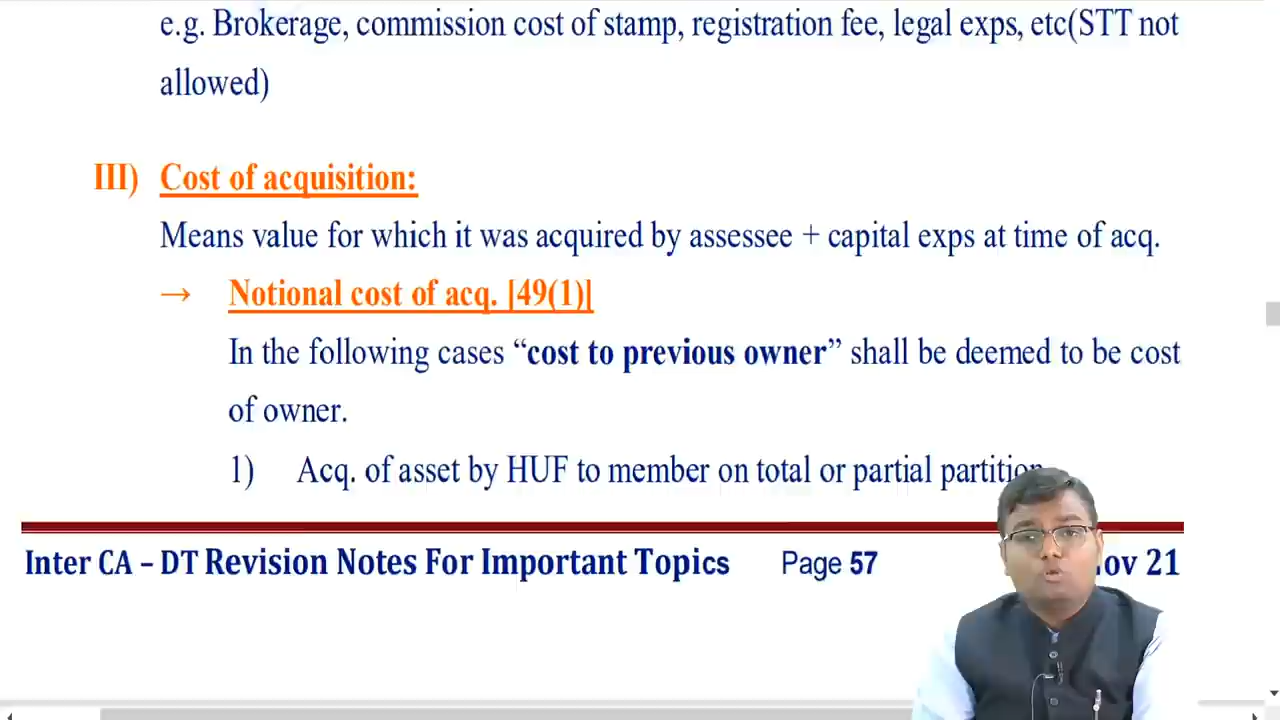 e.g. Brokerage, commission cost of stamp, registration fee, legal exps, etc(STT not
allowed)
III) Cost of acquisition:
Means value for which it was acquired by assessee + capital exps at time of acq.
→ Notional cost of acq. [49(1)]
In the following cases “cost to previous owner” shall be deemed to be cost
of owner.
1) Acq. of asset by HUF to member on total or partial partition
Inter CA – DT Revision Notes For Important Topics Page 57 21